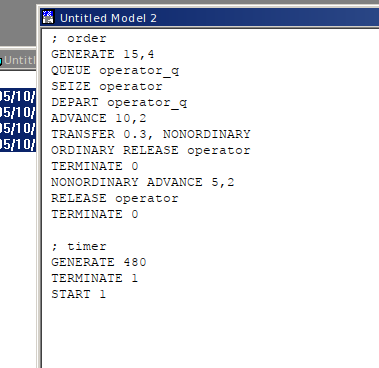 Untitled Model 2
; order
GENERATE 15,4
QUEUE operator_q
SEIZE operator
DEPART operator_q
ADVANCE 10,2
TRANSFER 0.3, NONORDINARY
ORDINARY RELEASE operator
TERMINATE 0
NONORDINARY ADVANCE 5,2
RELEASE operator
TERMINATE 0
; timer
GENERATE 480
TERMINATE 1
START 1
Untitl
05/10/
05/10/
05/10/
05/10/